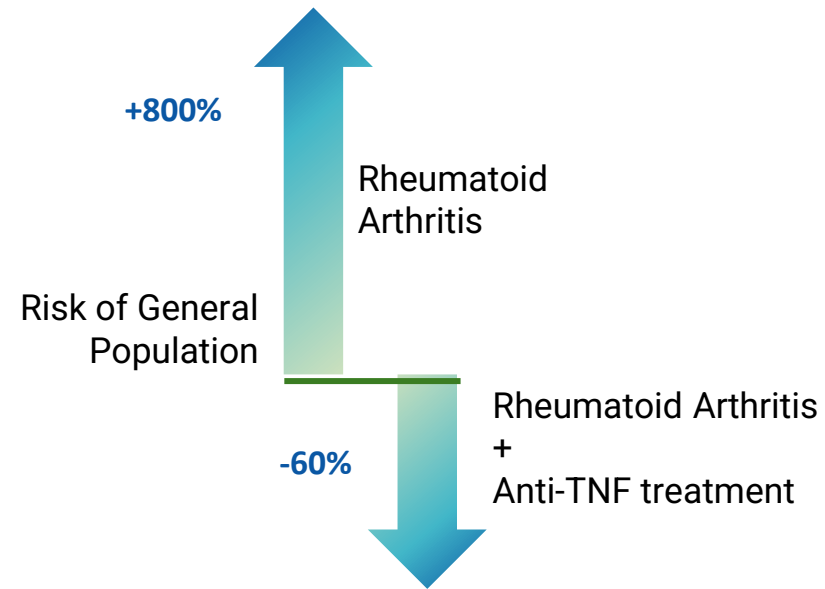 +800%
Rheumatoid
Arthritis
Risk of General
Population
Rheumatoid Arthritis
+
Anti-TNF treatment
-60%